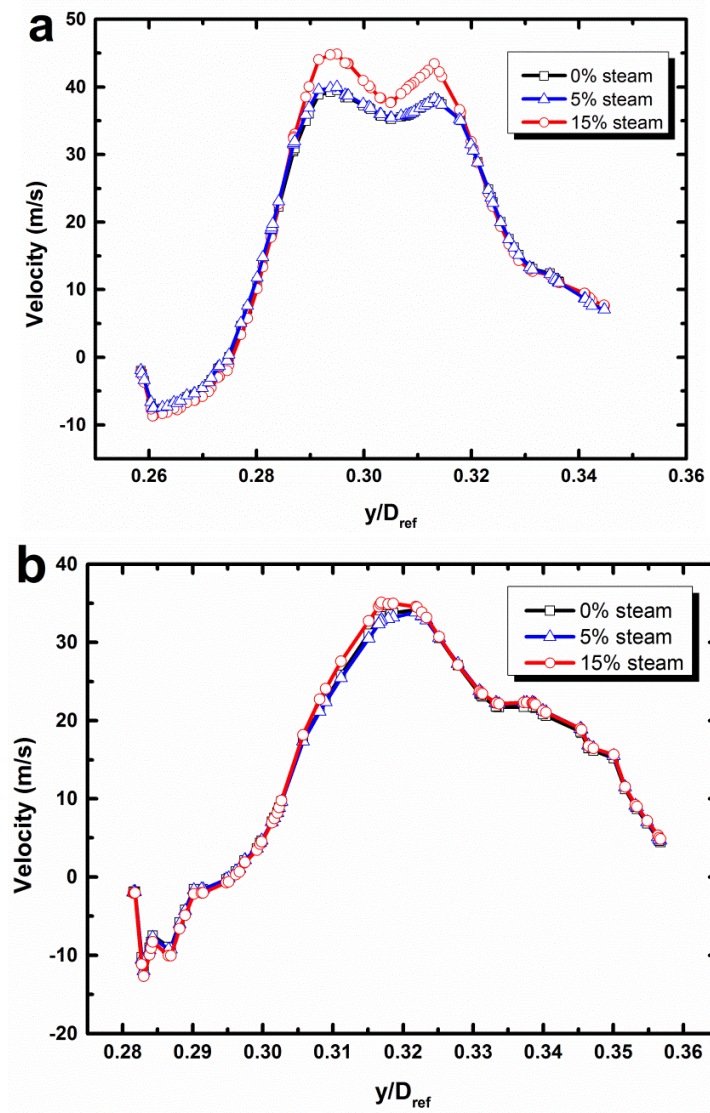 a
50
40
30
20
10
0
-10
Velocity (m/s)
0% steam
5% steam
15% steam
0.26 0.28 0.30 0.32 0.34 0.36
y/D_ref
b
40
30
20
10
0
-10
-20
Velocity (m/s)
0% steam
5% steam
15% steam
0.28 0.29 0.30 0.31 0.32 0.33 0.34 0.35 0.36
y/D_ref